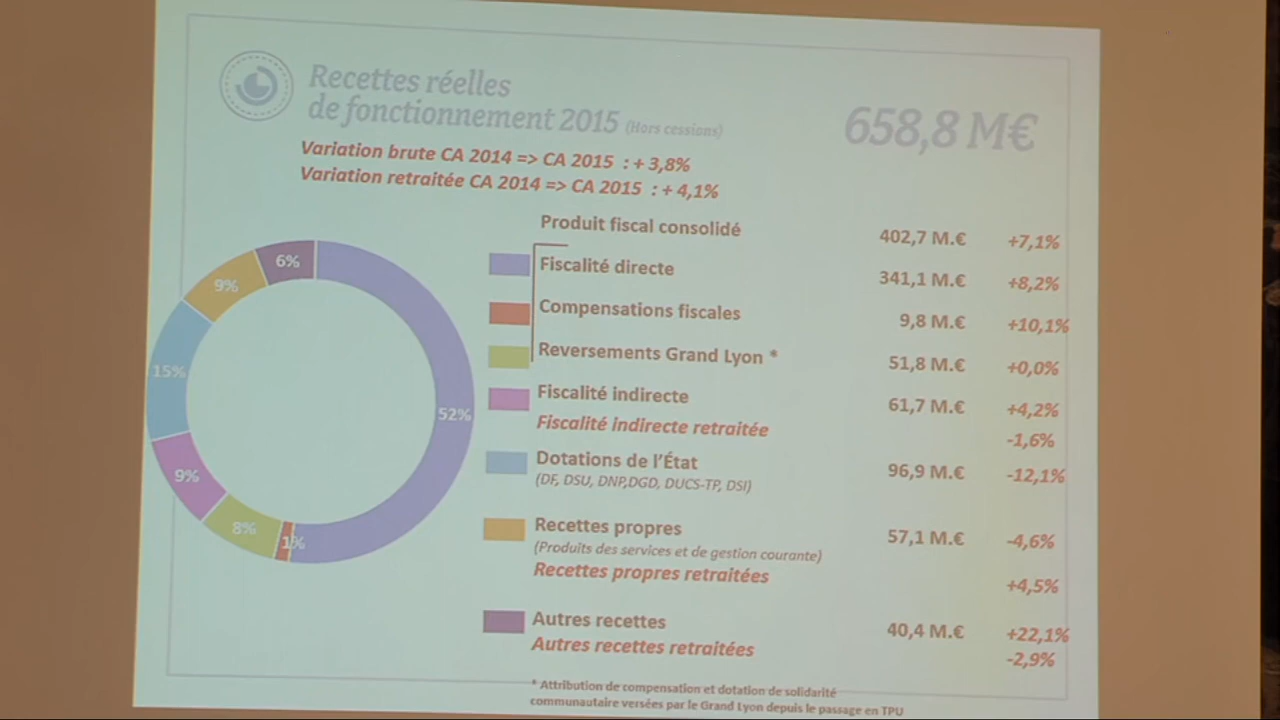 Recettes réelles
de fonctionnement 2015 (Hors cessions)
658,8 M€
Variation brute CA 2014 => CA 2015 : + 3,8%
Variation retraitée CA 2014 => CA 2015 : + 4,1%
Produit fiscal consolidé 402,7 M.€ +7,1%
Fiscalité directe 341,1 M.€ +8,2%
Compensations fiscales 9,8 M.€ +10,1%
Reversements Grand Lyon * 51,8 M.€ +0,0%
Fiscalité indirecte 61,7 M.€ +4,2%
Fiscalité indirecte retraitée -1,6%
Dotations de l'État 96,9 M.€ -12,1%
(DF, DSU, DNP,DGD, DUCS-TP, DSI)
Recettes propres 57,1 M.€ -4,6%
(Produits des services et de gestion courante)
Recettes propres retraitées +4,5%
Autres recettes 40,4 M.€ +22,1%
Autres recettes retraitées -2,9%
* Attribution de compensation et dotation de solidarité
communautaire versées par le Grand Lyon depuis le passage en TPU
6%
9%
15%
52%
9%
8%
1%